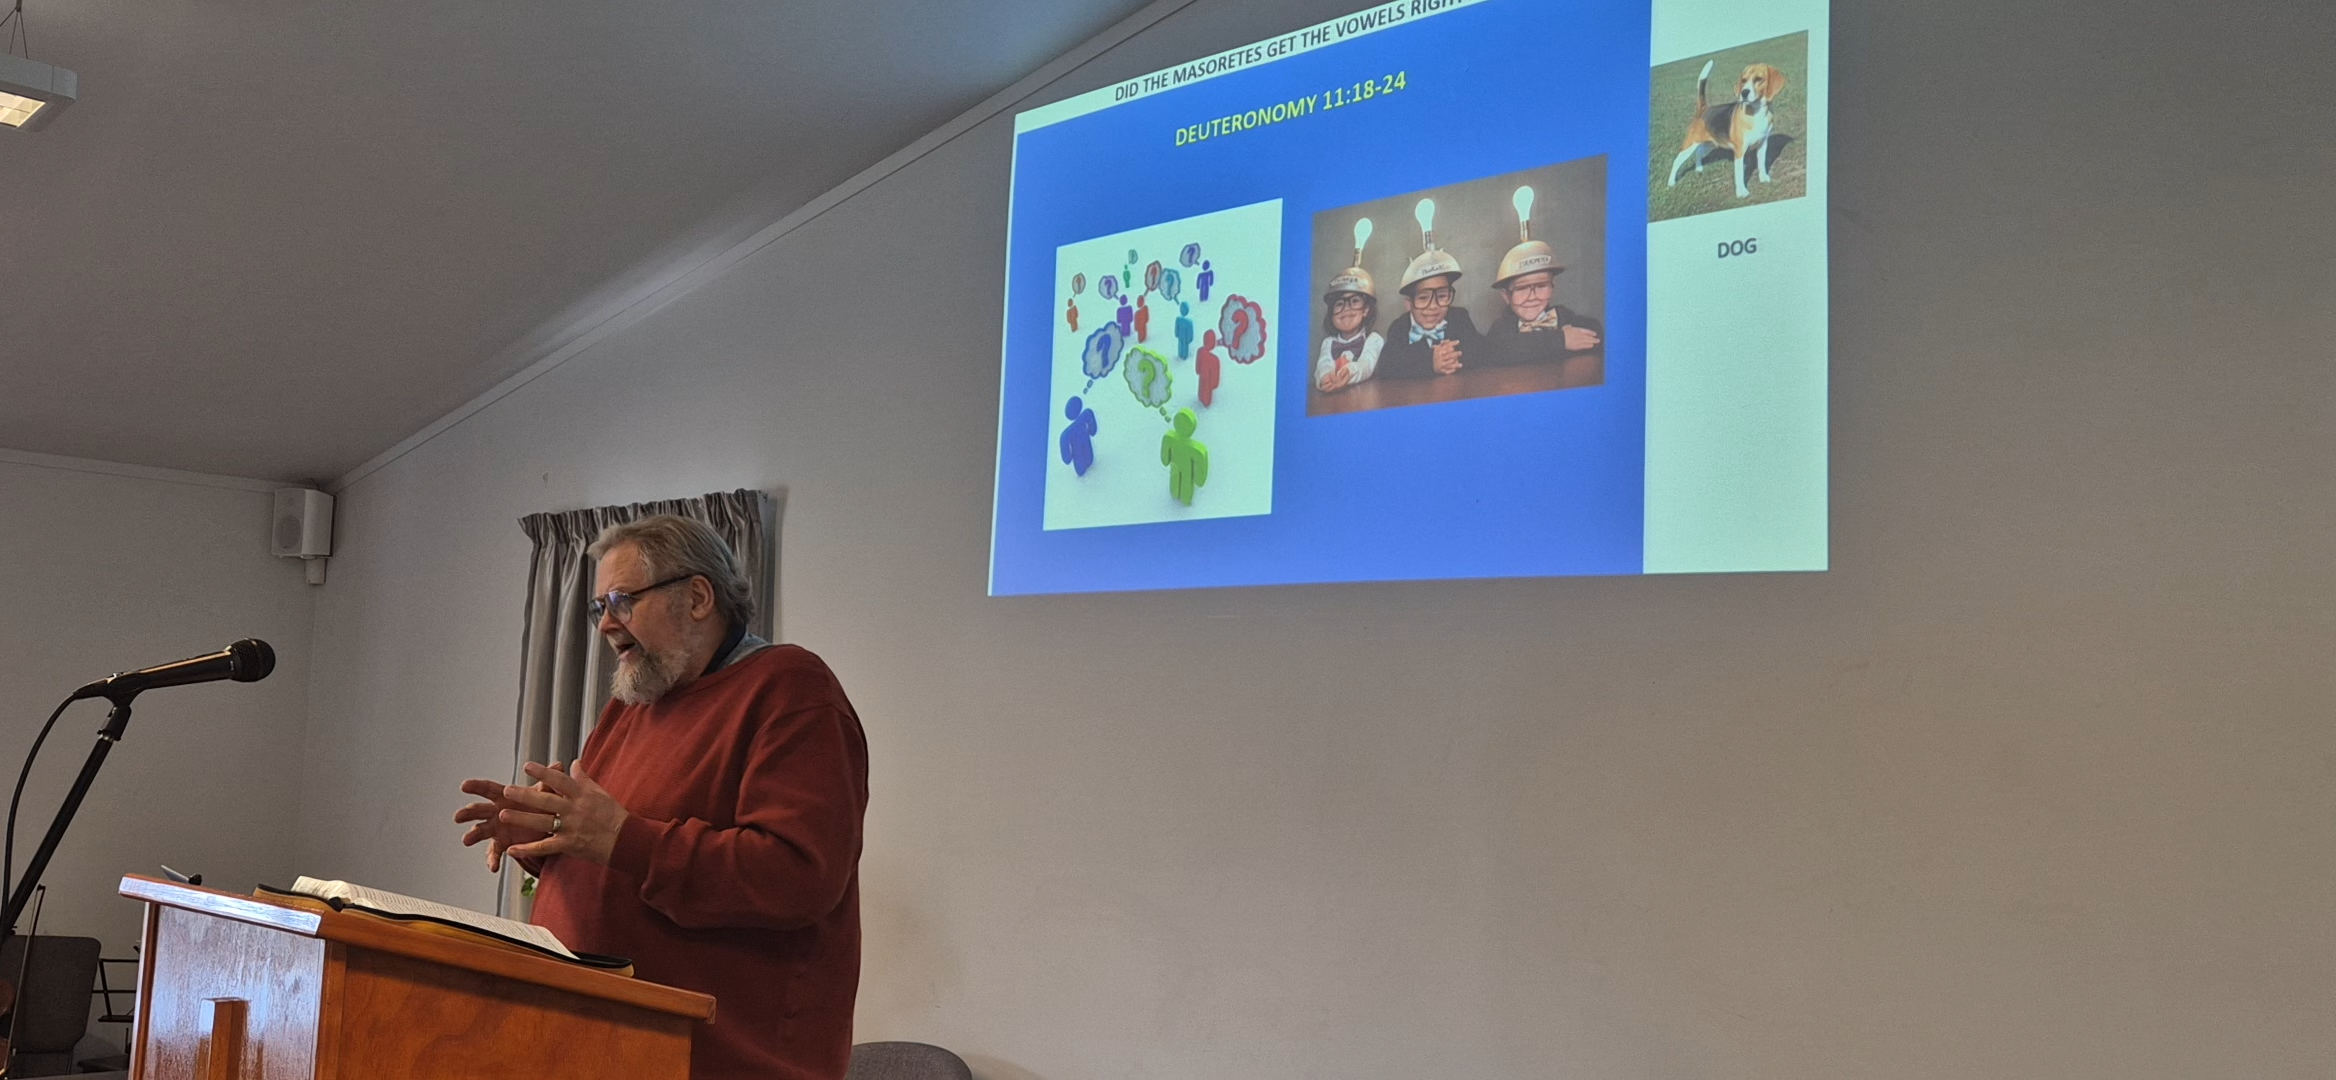 DID THE MASORETES GET THE VOWELS RIGHT
DEUTERONOMY 11:18-24
DOG